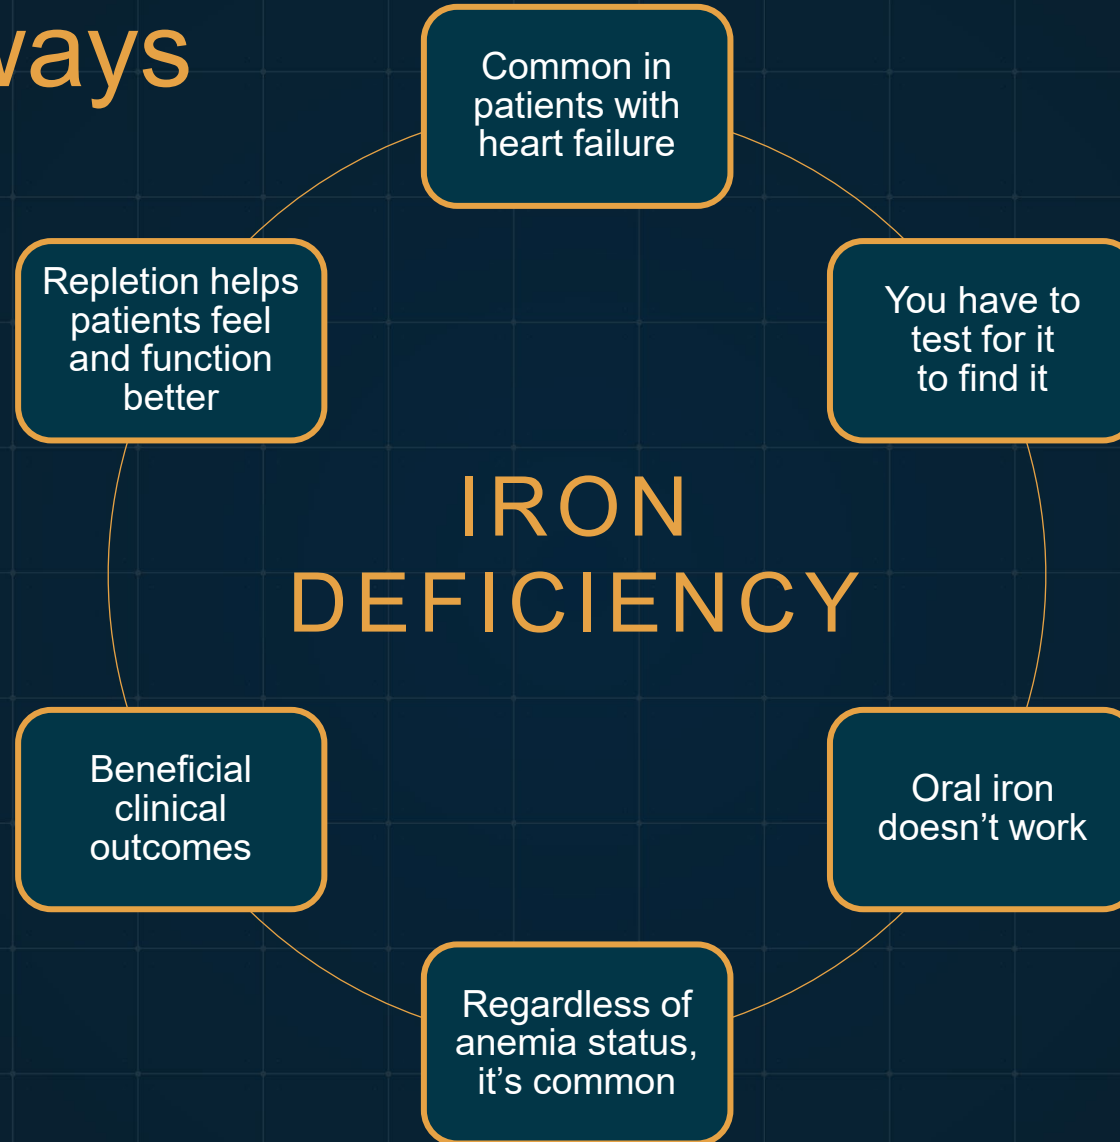 ways
Common in
patients with
heart failure
You have to
test for it
to find it
Oral iron
doesn’t work
Regardless of
anemia status,
it’s common
Beneficial
clinical
outcomes
Repletion helps
patients feel
and function
better
IRON
DEFICIENCY